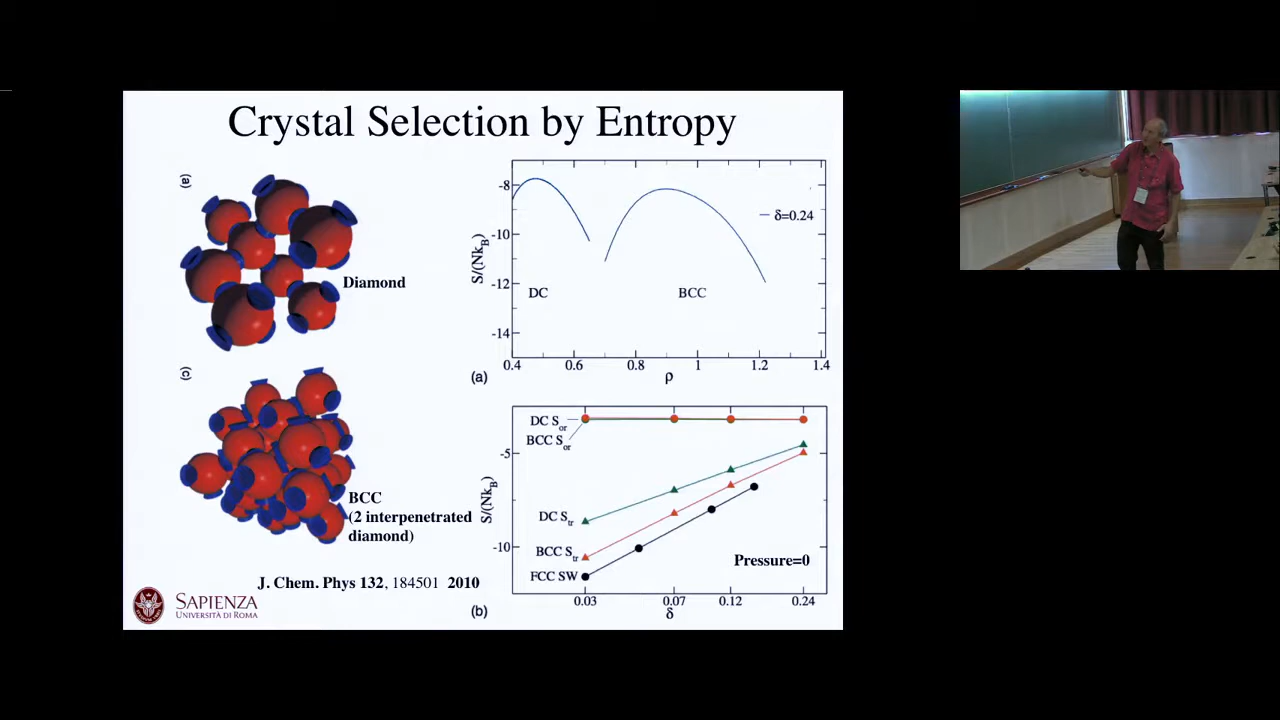 Crystal Selection by Entropy
(a)
Diamond
(c)
BCC
(2 interpenetrated
diamond)
J. Chem. Phys 132, 184501 2010
SAPIENZA
UNIVERSITÀ DI ROMA
S/(Nk_B)
-8
-10
-12
-14
δ=0.24
DC
BCC
0.4 0.6 0.8 1 1.2 1.4
(a)
ρ
S/(Nk_B)
DC S_or
BCC S_or
-5
DC S_tr
-10
BCC S_tr
FCC SW
Pressure=0
0.03 0.07 0.12 0.24
(b)
δ